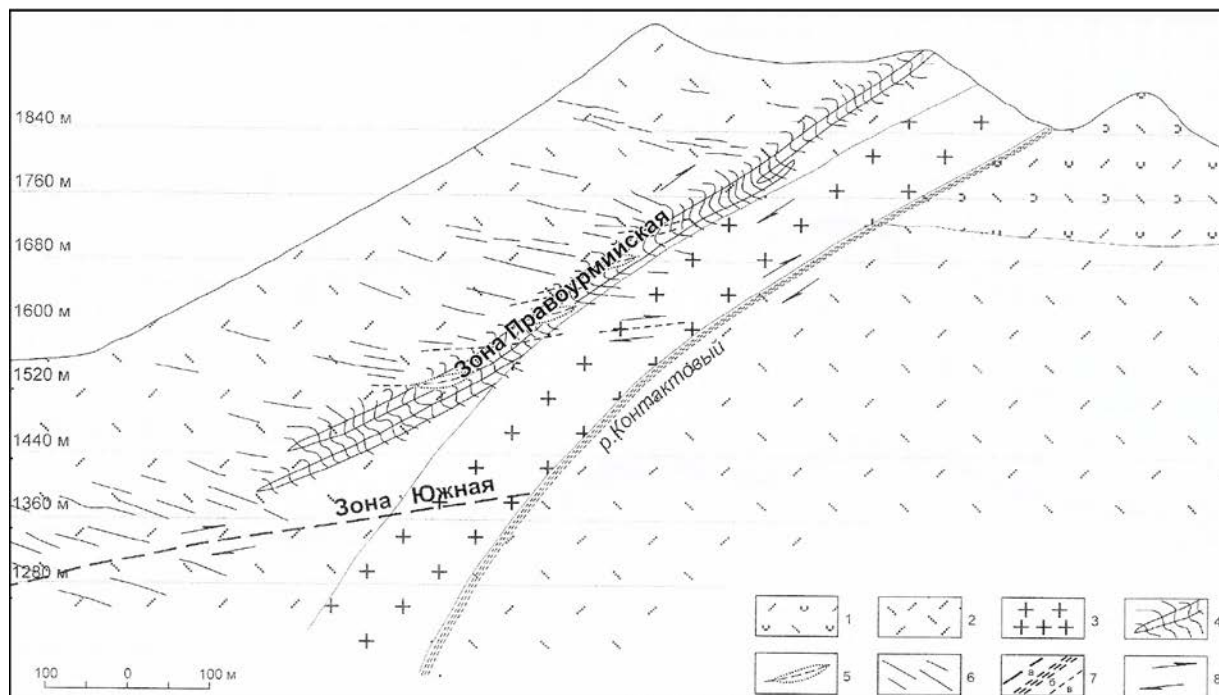 1840 м
1760 м
1680 м
1600 м
1520 м
1440 м
1360 м
1280 м
Зона Правоурмийская
р.Контактовый
Зона Южная
100 0 100 м
1 2 3 4
5 6 в б в 7 8